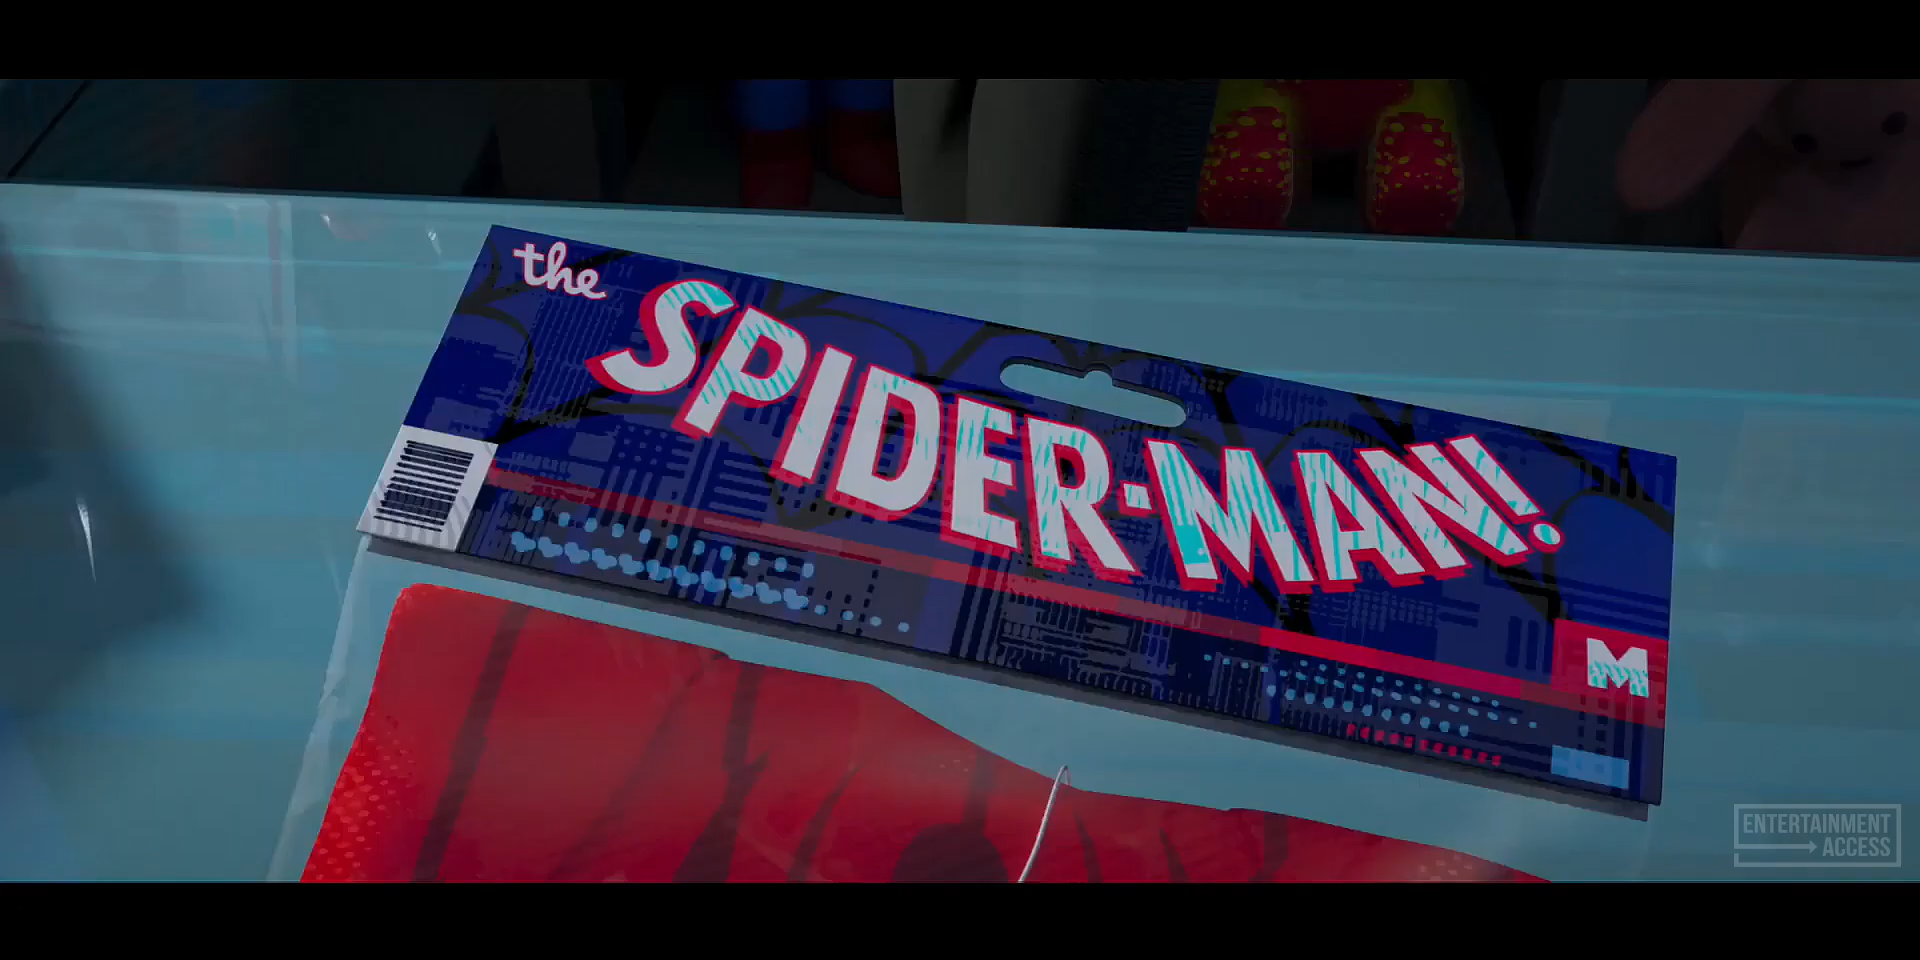 the
SPIDER-MAN!
M
ENTERTAINMENT
ACCESS